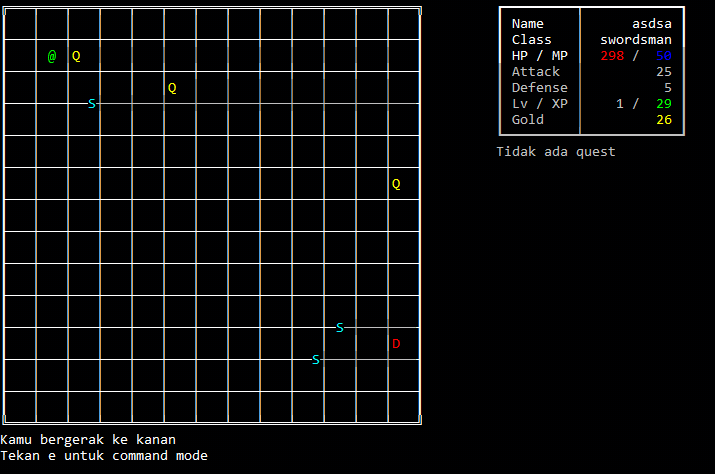 @ Q
Q
S
Q
S
D
S
Kamu bergerak ke kanan
Tekan e untuk command mode
Name asdsa
Class swordsman
HP / MP 298 / 50
Attack 25
Defense 5
Lv / XP 1 / 29
Gold 26
Tidak ada quest